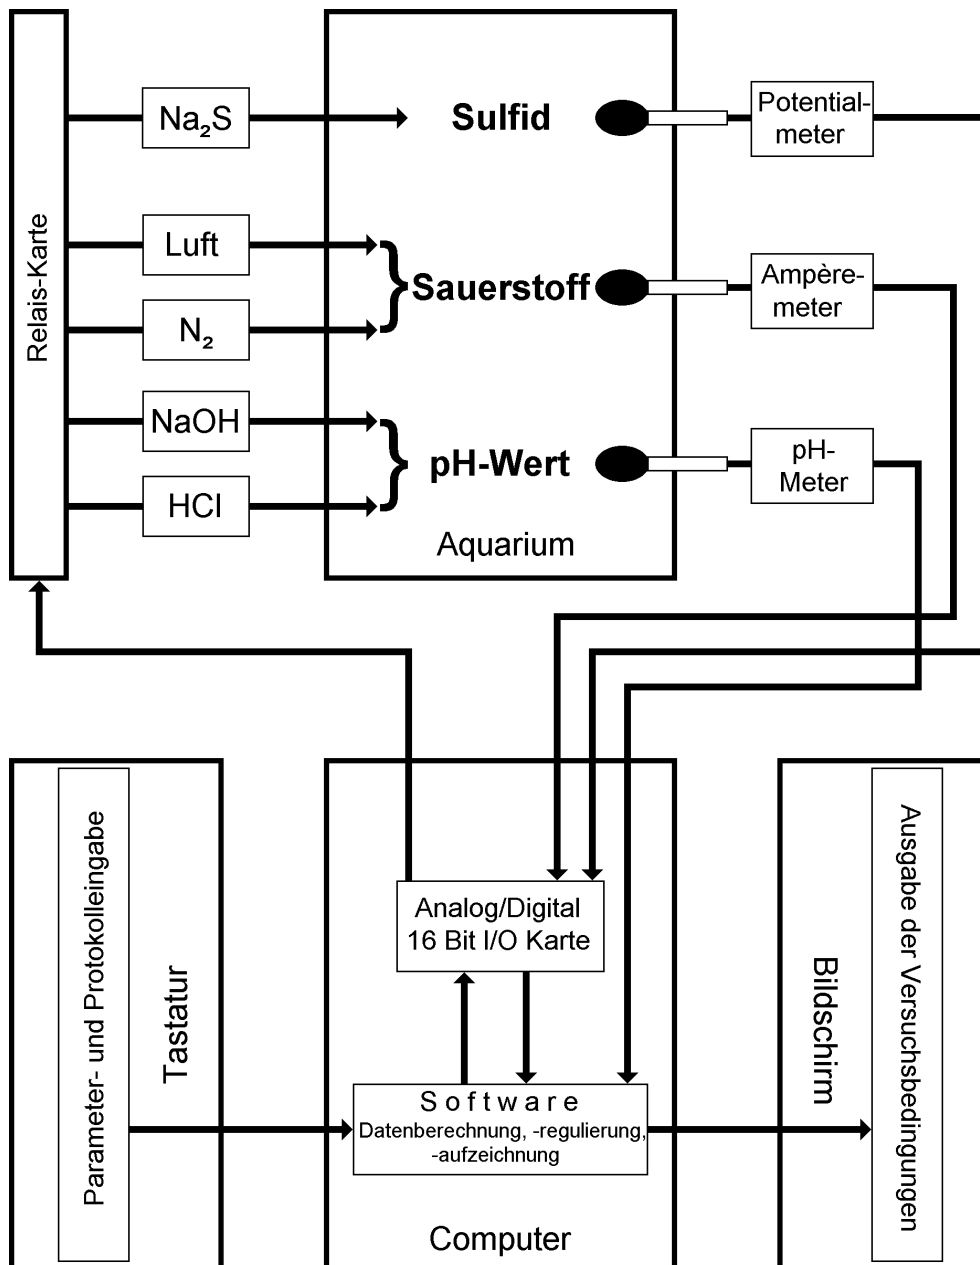 Relais-Karte
Na₂S
Sulfid
Potential-
meter
Luft
N₂
Sauerstoff
Ampère-
meter
NaOH
HCl
pH-Wert
pH-
Meter
Aquarium
Parameter- und Protokolleingabe
Tastatur
Analog/Digital
16 Bit I/O Karte
Software
Datenberechnung, -regulierung,
-aufzeichnung
Computer
Bildschirm
Ausgabe der Versuchsbedingungen